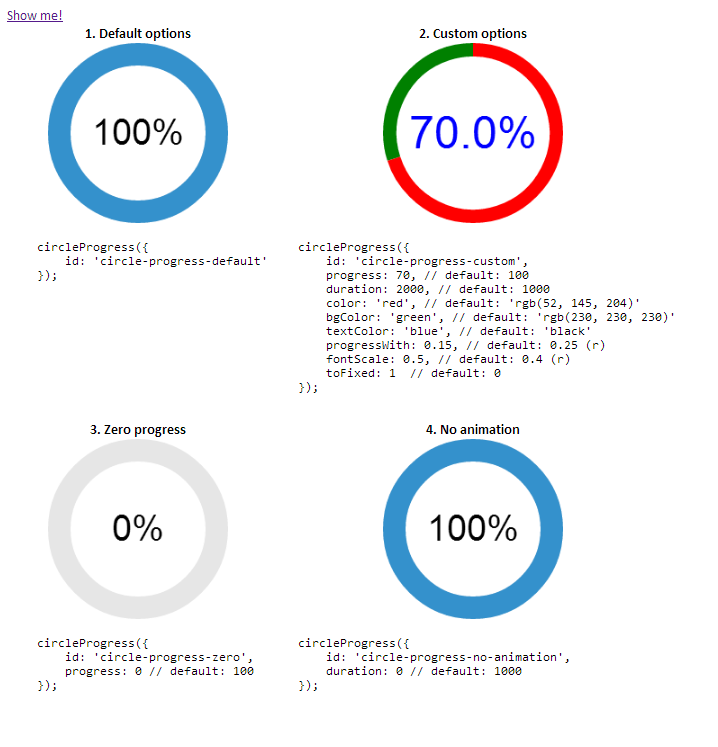 Show me!
1. Default options
100%
circleProgress({
    id: 'circle-progress-default'
});
2. Custom options
70.0%
circleProgress({
    id: 'circle-progress-custom',
    progress: 70, // default: 100
    duration: 2000, // default: 1000
    color: 'red', // default: 'rgb(52, 145, 204)'
    bgColor: 'green', // default: 'rgb(230, 230, 230)'
    textColor: 'blue', // default: 'black'
    progressWith: 0.15, // default: 0.25 (r)
    fontScale: 0.5, // default: 0.4 (r)
    toFixed: 1  // default: 0
});
3. Zero progress
0%
circleProgress({
    id: 'circle-progress-zero',
    progress: 0 // default: 100
});
4. No animation
100%
circleProgress({
    id: 'circle-progress-no-animation',
    duration: 0 // default: 1000
});